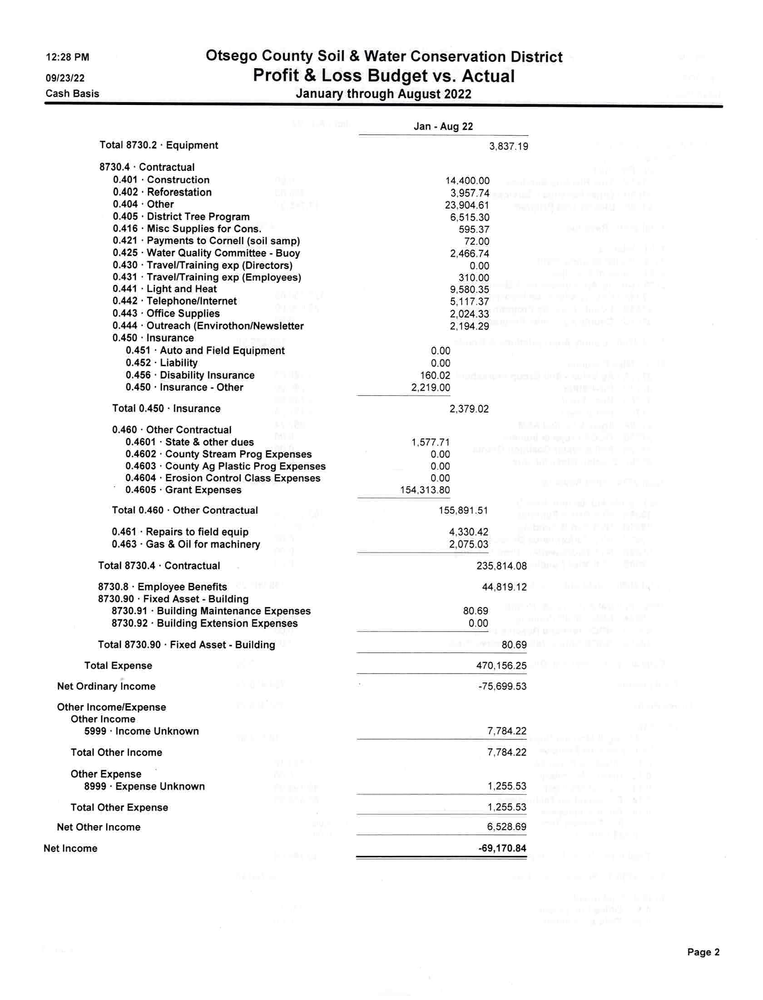 12:28 PM
Otsego County Soil & Water Conservation District
09/23/22
Profit & Loss Budget vs. Actual
Cash Basis
January through August 2022
Jan - Aug 22
Total 8730.2 · Equipment 3,837.19
8730.4 · Contractual
0.401 · Construction 14,400.00
0.402 · Reforestation 3,957.74
0.404 · Other 23,904.61
0.405 · District Tree Program 6,515.30
0.416 · Misc Supplies for Cons. 595.37
0.421 · Payments to Cornell (soil samp) 72.00
0.425 · Water Quality Committee - Buoy 2,466.74
0.430 · Travel/Training exp (Directors) 0.00
0.431 · Travel/Training exp (Employees) 310.00
0.441 · Light and Heat 9,580.35
0.442 · Telephone/Internet 5,117.37
0.443 · Office Supplies 2,024.33
0.444 · Outreach (Envirothon/Newsletter 2,194.29
0.450 · Insurance
0.451 · Auto and Field Equipment 0.00
0.452 · Liability 0.00
0.456 · Disability Insurance 160.02
0.450 · Insurance - Other 2,219.00
Total 0.450 · Insurance 2,379.02
0.460 · Other Contractual
0.4601 · State & other dues 1,577.71
0.4602 · County Stream Prog Expenses 0.00
0.4603 · County Ag Plastic Prog Expenses 0.00
0.4604 · Erosion Control Class Expenses 0.00
0.4605 · Grant Expenses 154,313.80
Total 0.460 · Other Contractual 155,891.51
0.461 · Repairs to field equip 4,330.42
0.463 · Gas & Oil for machinery 2,075.03
Total 8730.4 · Contractual 235,814.08
8730.8 · Employee Benefits 44,819.12
8730.90 · Fixed Asset - Building
8730.91 · Building Maintenance Expenses 80.69
8730.92 · Building Extension Expenses 0.00
Total 8730.90 · Fixed Asset - Building 80.69
Total Expense 470,156.25
Net Ordinary Income -75,699.53
Other Income/Expense
Other Income
5999 · Income Unknown 7,784.22
Total Other Income 7,784.22
Other Expense
8999 · Expense Unknown 1,255.53
Total Other Expense 1,255.53
Net Other Income 6,528.69
Net Income -69,170.84
Page 2